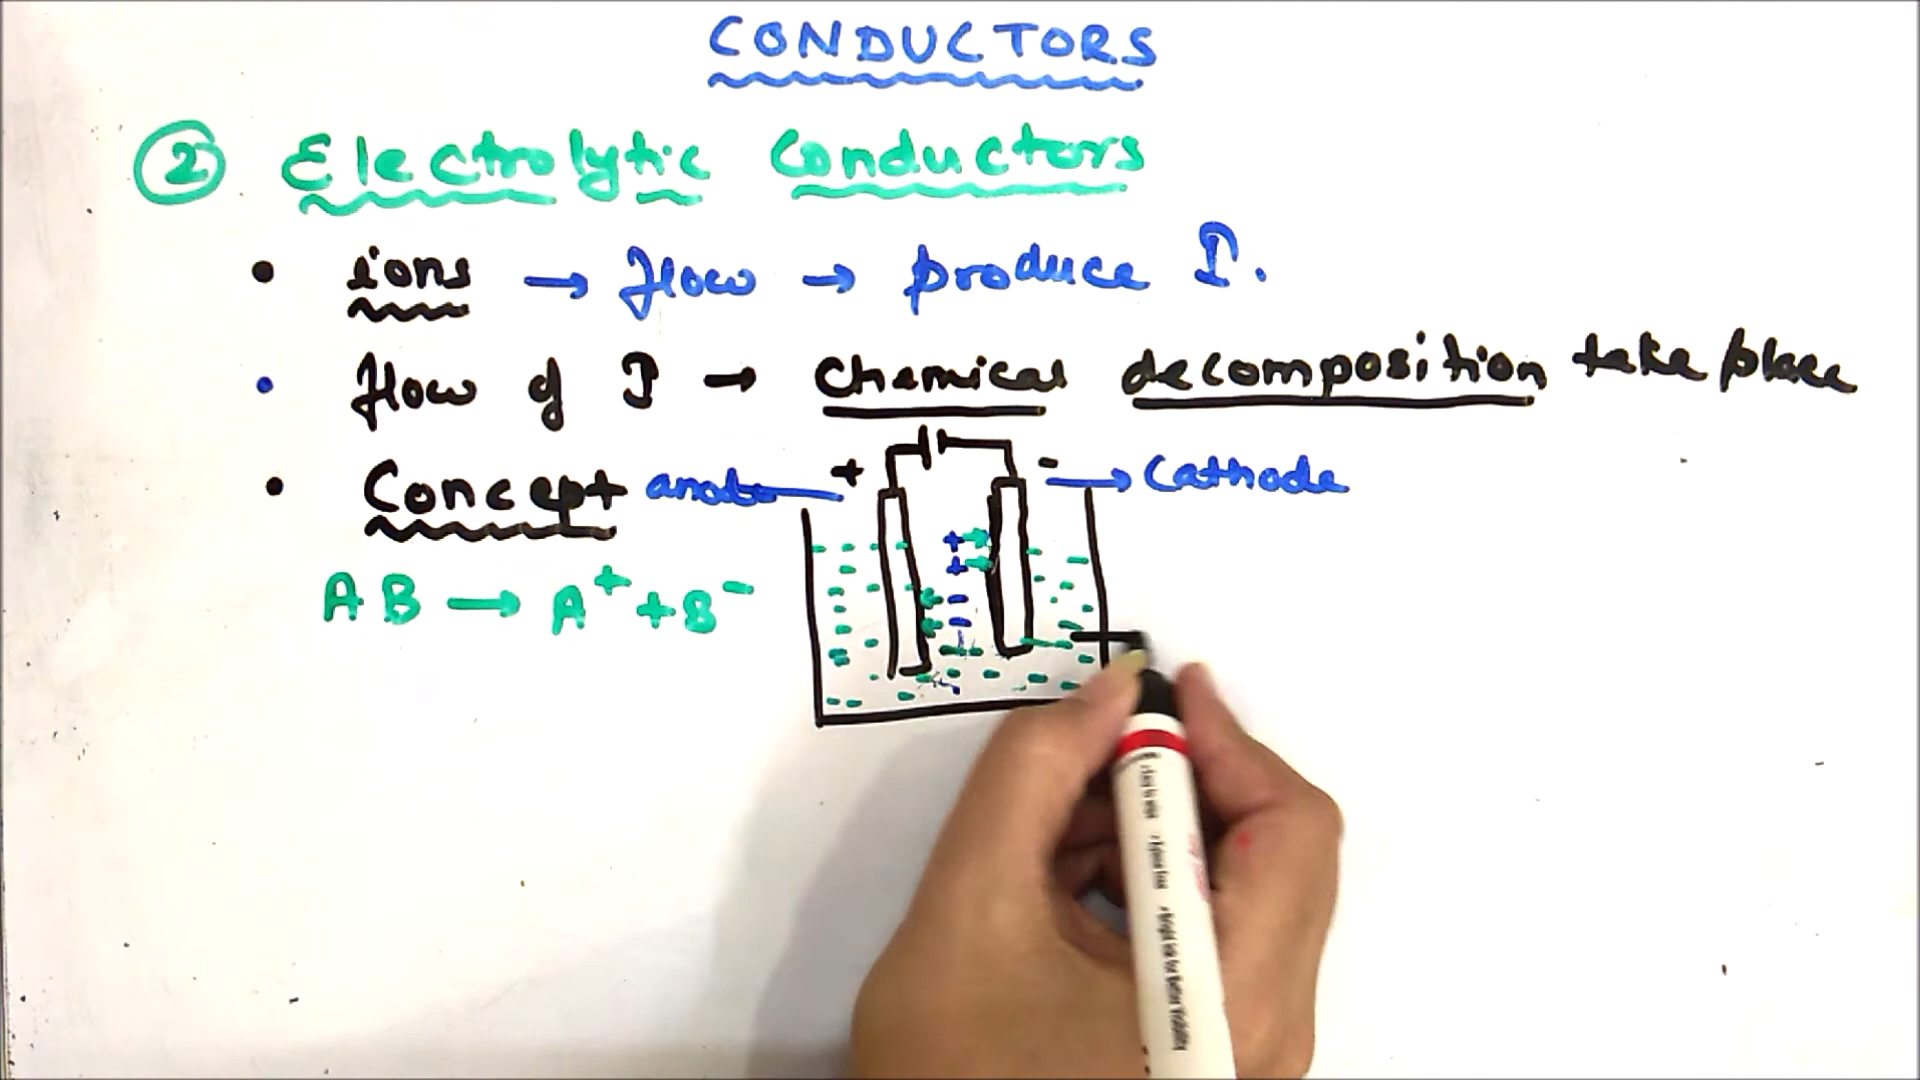 CONDUCTORS
② Electrolytic Conductors
• ions → flow → produce I.
• flow of I → Chemical decomposition take place
• Concept anode + - → Cathode
AB → A⁺ + B⁻